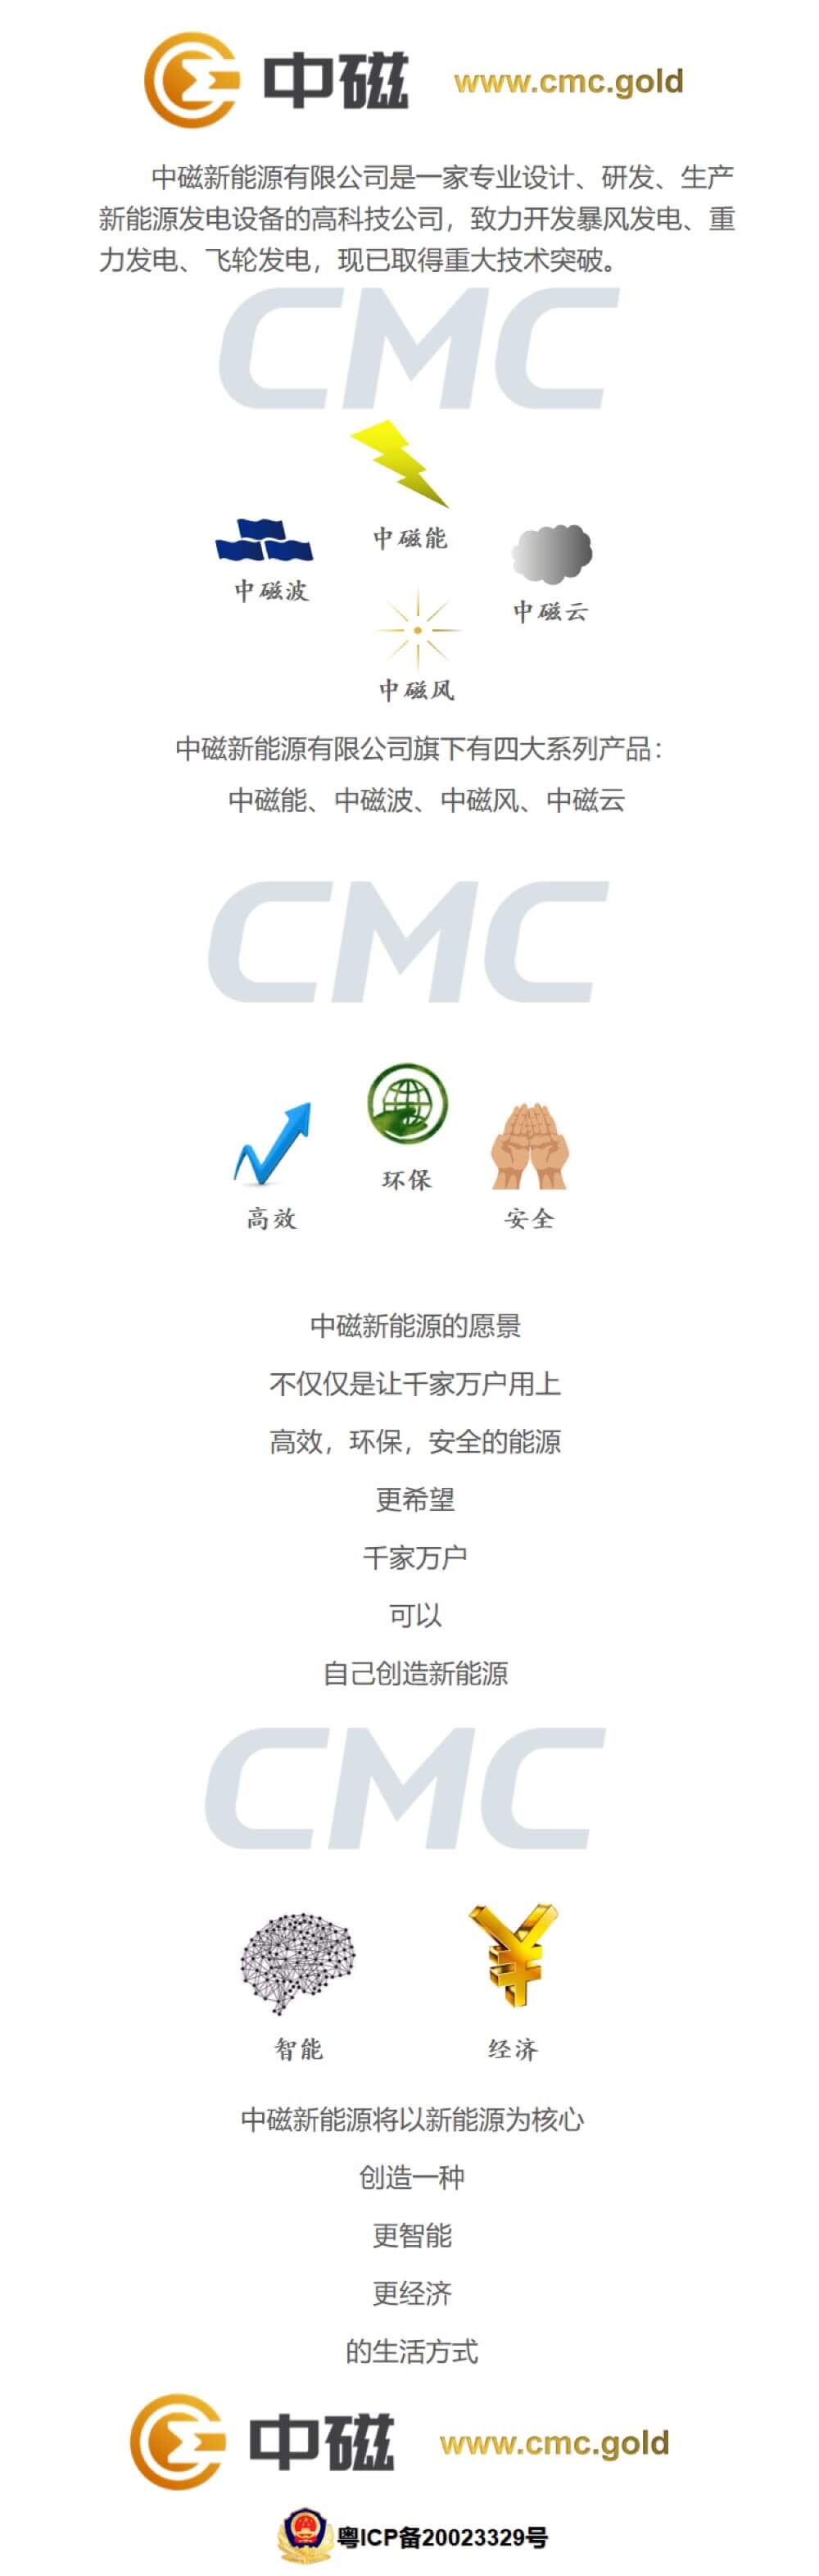 中磁 www.cmc.gold
中磁新能源有限公司是一家专业设计、研发、生产
新能源发电设备的高科技公司，致力开发暴风发电、重
力发电、飞轮发电，现已取得重大技术突破。
CMC
中磁能
中磁波
中磁云
中磁风
中磁新能源有限公司旗下有四大系列产品：
中磁能、中磁波、中磁风、中磁云
CMC
环保
高效 安全
中磁新能源的愿景
不仅仅是让千家万户用上
高效，环保，安全的能源
更希望
千家万户
可以
自己创造新能源
CMC
智能 经济
中磁新能源将以新能源为核心
创造一种
更智能
更经济
的生活方式
中磁 www.cmc.gold
粤ICP备20023329号